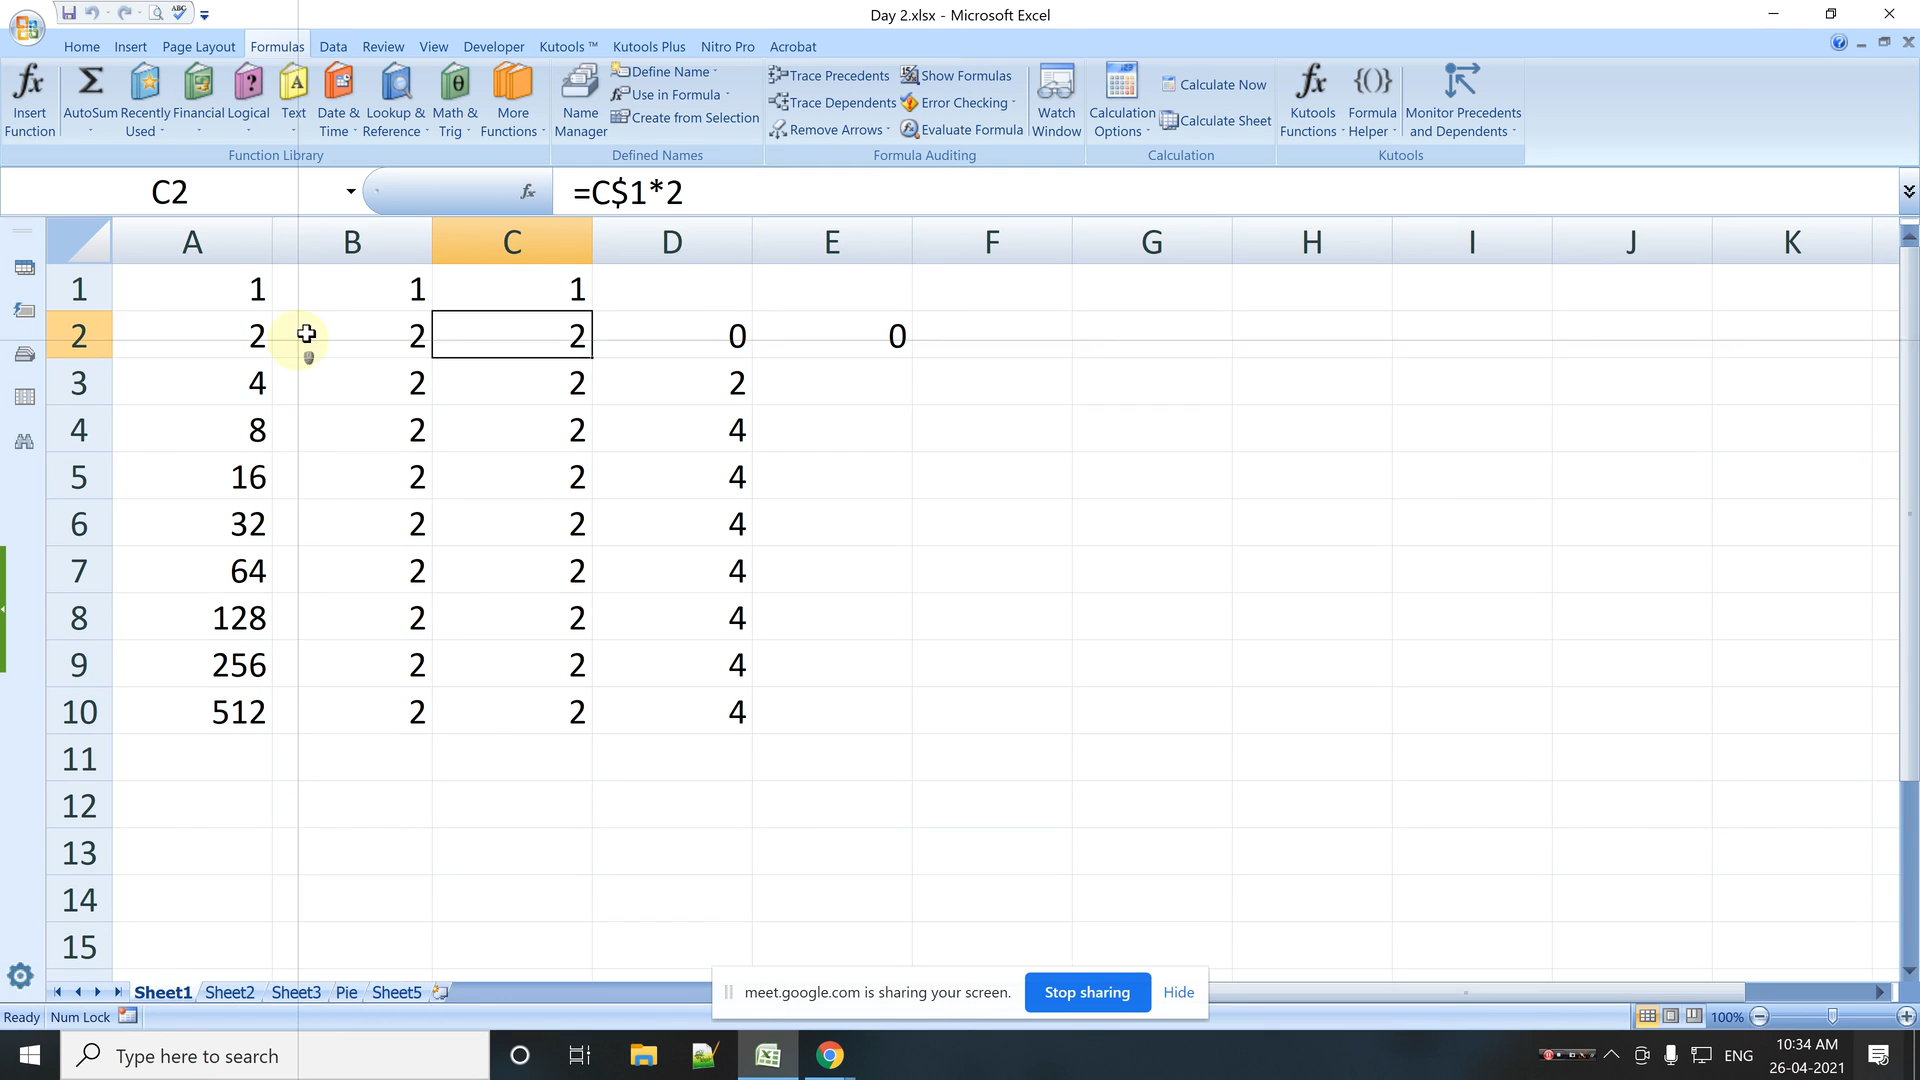 Day 2.xlsx - Microsoft Excel
Home Insert Page Layout Formulas Data Review View Developer Kutools ™ Kutools Plus Nitro Pro Acrobat
Insert Function
AutoSum
Recently Used
Financial
Logical
Text
Date & Time
Lookup & Reference
Math & Trig
More Functions
Function Library
Name Manager
Define Name
Use in Formula
Create from Selection
Defined Names
Trace Precedents
Trace Dependents
Remove Arrows
Show Formulas
Error Checking
Evaluate Formula
Formula Auditing
Watch Window
Calculation Options
Calculate Now
Calculate Sheet
Calculation
Kutools Functions
Formula Helper
Monitor Precedents and Dependents
Kutools
C2 fx =C$1*2
A B C D E F G H I J K
1 1 1 1
2 2 2 2 0 0
3 4 2 2 2
4 8 2 2 4
5 16 2 2 4
6 32 2 2 4
7 64 2 2 4
8 128 2 2 4
9 256 2 2 4
10 512 2 2 4
11
12
13
14
15
Sheet1 Sheet2 Sheet3 Pie Sheet5
meet.google.com is sharing your screen. Stop sharing Hide
Ready Num Lock 100%
Type here to search
ENG
10:34 AM
26-04-2021